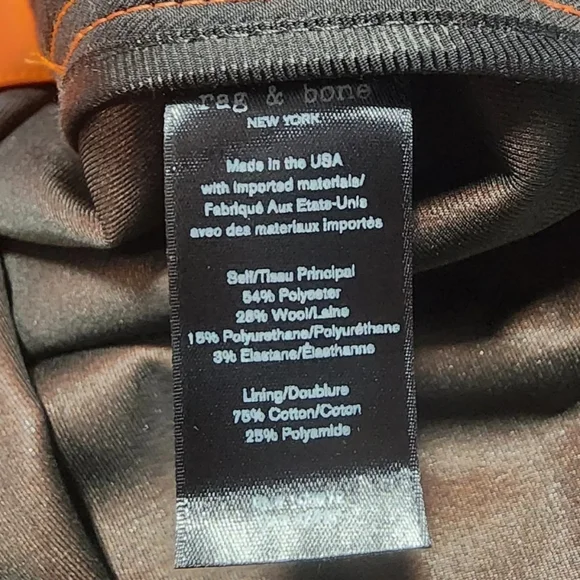 rag & bone
NEW YORK
Made in the USA
with imported materials/
Fabriqué Aux Etats-Unis
avec des materiaux importés
Self/Tissu Principal
54% Polyester
28% Wool/Laine
15% Polyurethane/Polyuréthane
3% Elastane/Élasthanne
Lining/Doublure
75% Cotton/Coton
25% Polyamide